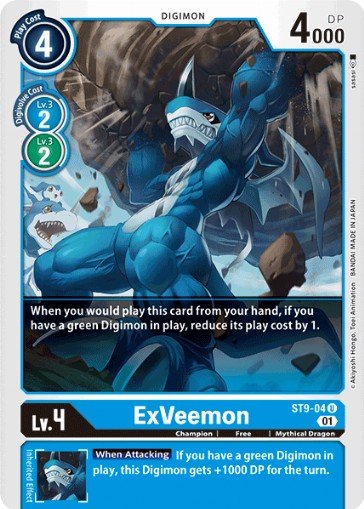 Play Cost
4
DIGIMON
DP
4000
Digivolve Cost
Lv.3
2
Lv.3
2
sasasi
© Akiyoshi Hongo, Toei Animation BANDAI MADE IN JAPAN
When you would play this card from your hand, if you
have a green Digimon in play, reduce its play cost by 1.
Lv.4
ExVeemon
ST9-04 U
01
Champion | Free | Mythical Dragon
Inherited Effect
When Attacking If you have a green Digimon in
play, this Digimon gets +1000 DP for the turn.